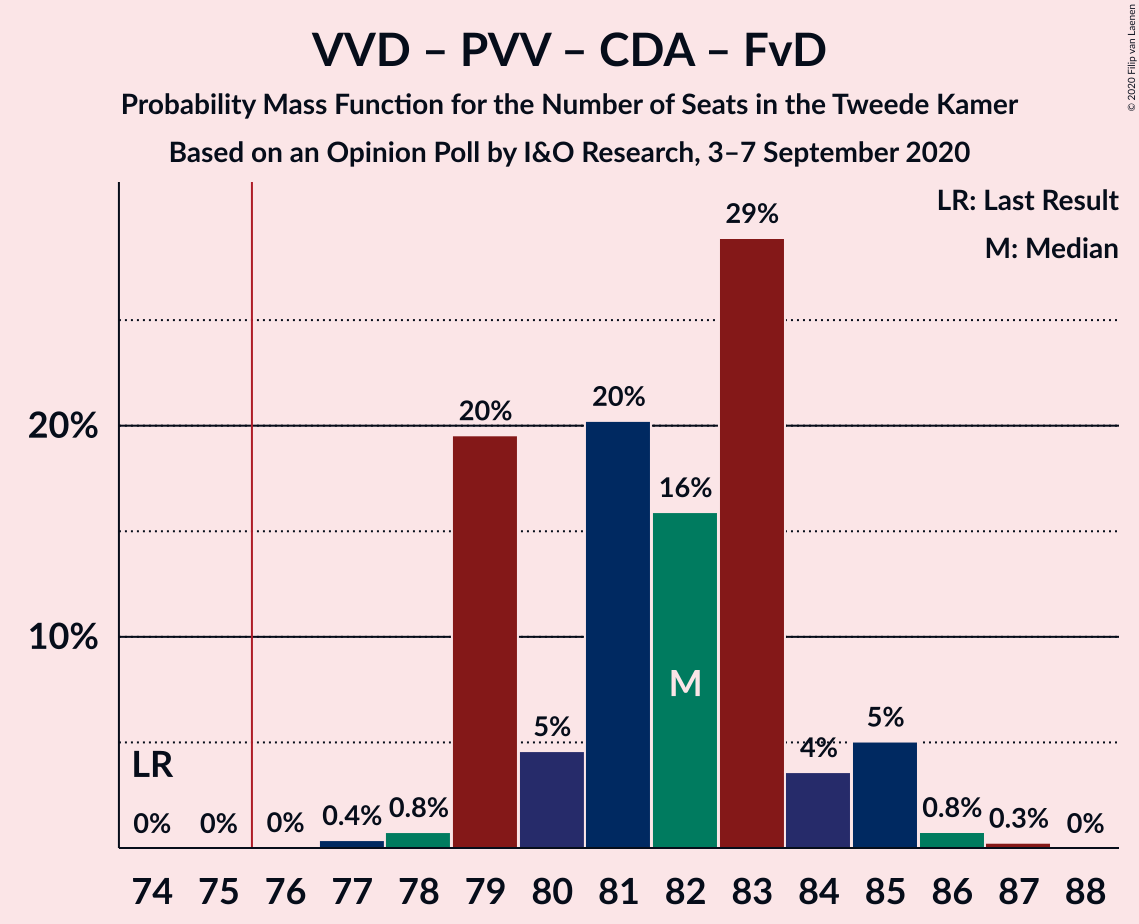 VVD – PVV – CDA – FvD
Probability Mass Function for the Number of Seats in the Tweede Kamer
Based on an Opinion Poll by I&O Research, 3–7 September 2020
© 2020 Filip van Laenen
LR: Last Result
M: Median
29%
20%
20%
20%
16%
10%
M
5%
5%
4%
LR
0%
0%
0%
0.4%
0.8%
0.8%
0.3%
0%
74 75 76 77 78 79 80 81 82 83 84 85 86 87 88